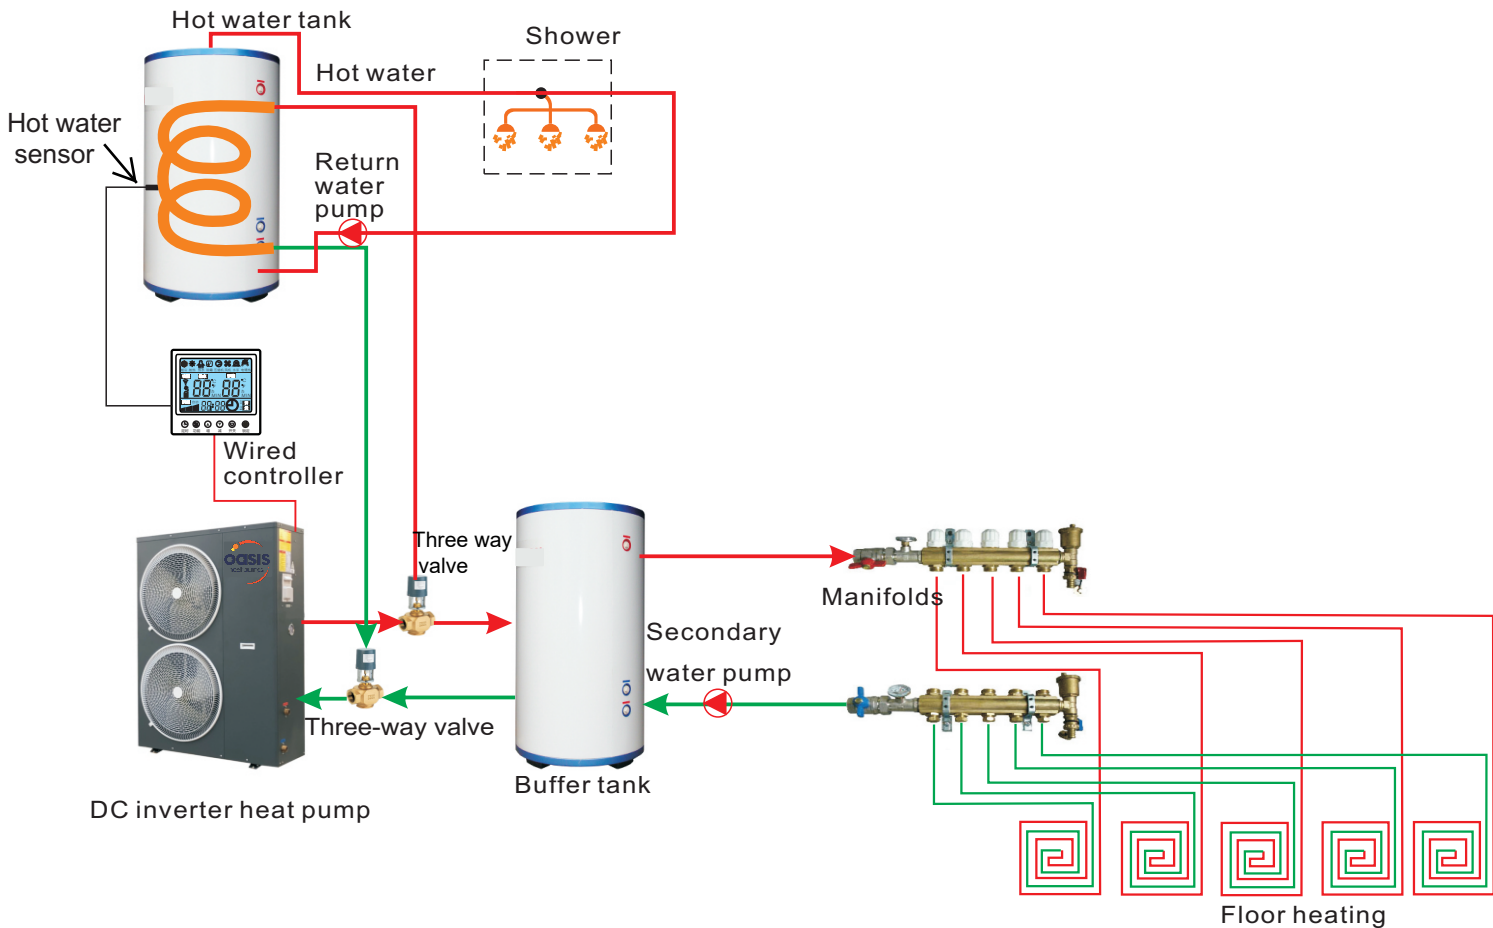 Hot water tank
Shower
Hot water
Hot water
sensor
Return
water
pump
Wired
controller
Three way
valve
oasis
Manifolds
Secondary
water pump
Three-way valve
Buffer tank
DC inverter heat pump
Floor heating